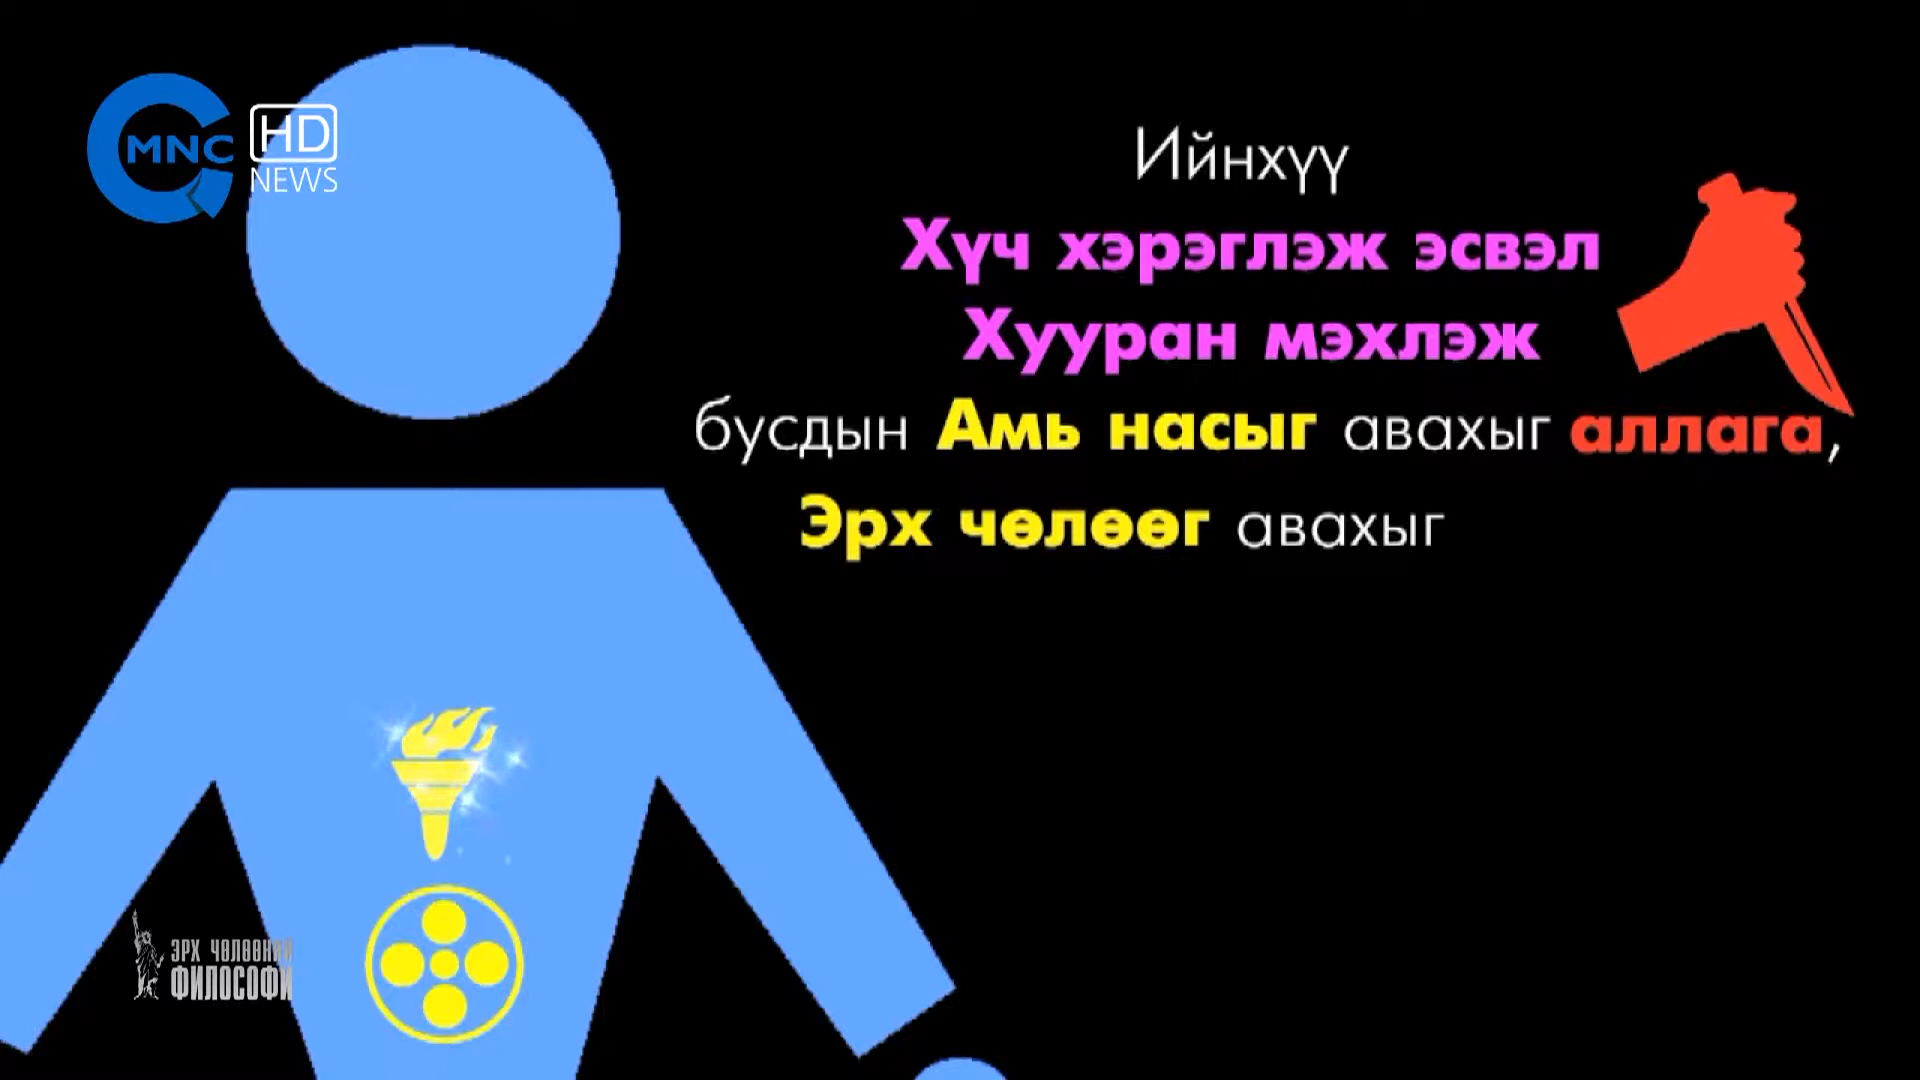 MNC HD
NEWS
Ийнхүү
Хүч хэрэглэж эсвэл
Хууран мэхлэж
бусдын Амь насыг авахыг аллага,
Эрх чөлөөг авахыг
ЭРХ ЧӨЛӨӨНИЙ
ФИЛОСОФИ